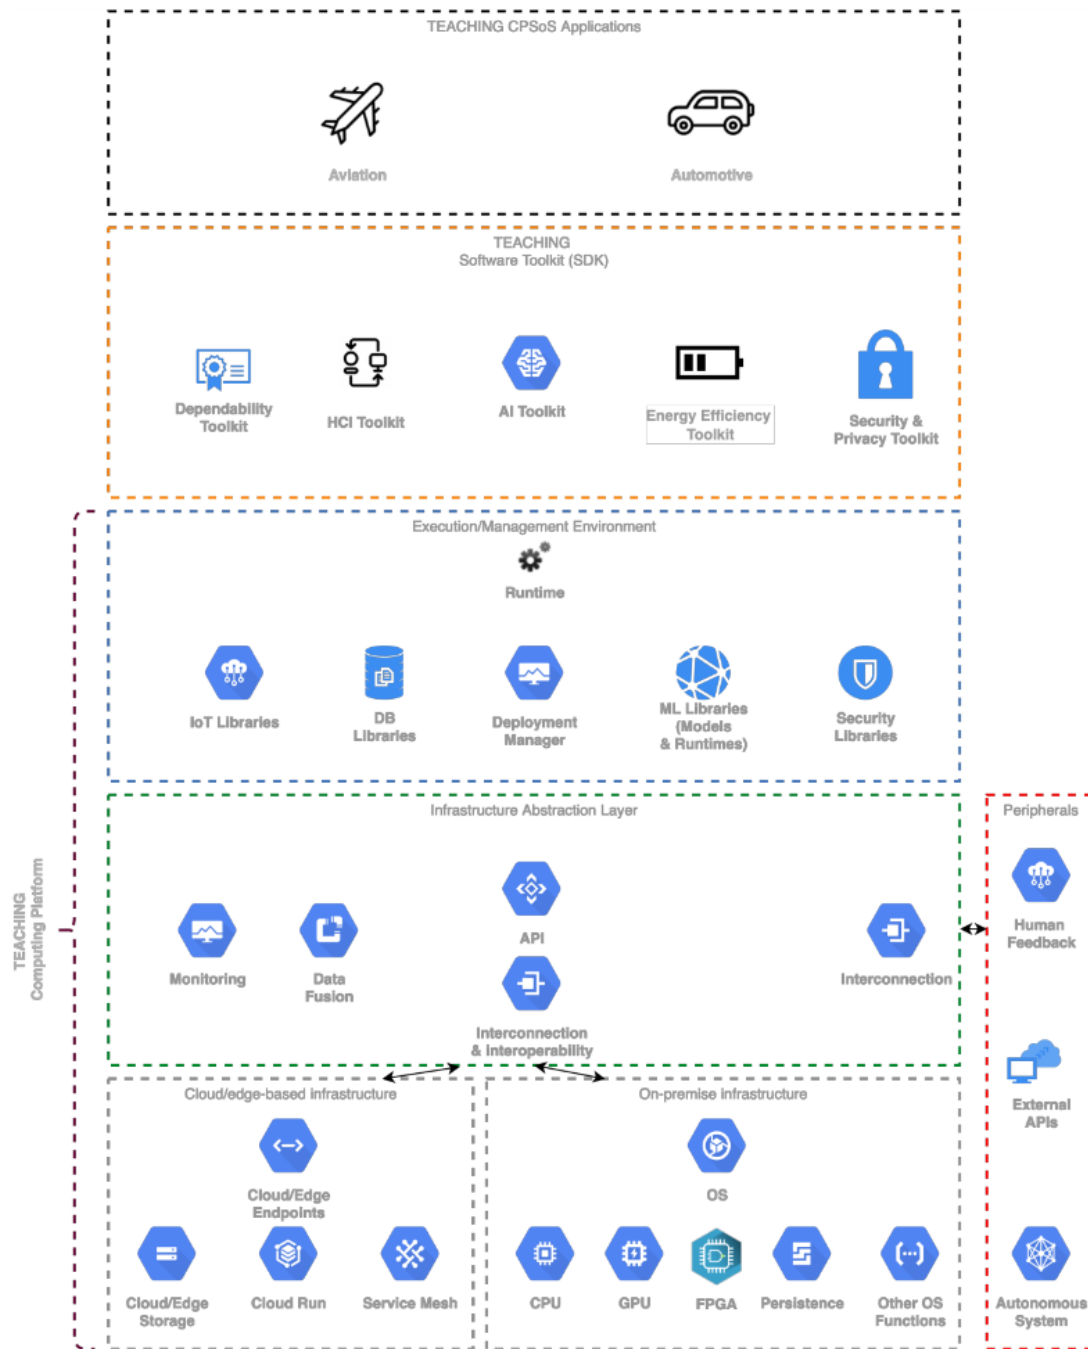 TEACHING CPSoS Applications
Aviation
Automotive
TEACHING
Software Toolkit (SDK)
Dependability
Toolkit
HCI Toolkit
AI Toolkit
Energy Efficiency
Toolkit
Security &
Privacy Toolkit
Execution/Management Environment
Runtime
IoT Libraries
DB
Libraries
Deployment
Manager
ML Libraries
(Models
& Runtimes)
Security
Libraries
TEACHING
Computing Platform
Infrastructure Abstraction Layer
Monitoring
Data
Fusion
API
Interconnection
& Interoperability
Interconnection
Peripherals
Human
Feedback
External
APIs
Autonomous
System
Cloud/edge-based infrastructure
Cloud/Edge
Endpoints
Cloud/Edge
Storage
Cloud Run
Service Mesh
On-premise infrastructure
OS
CPU
GPU
FPGA
Persistence
Other OS
Functions